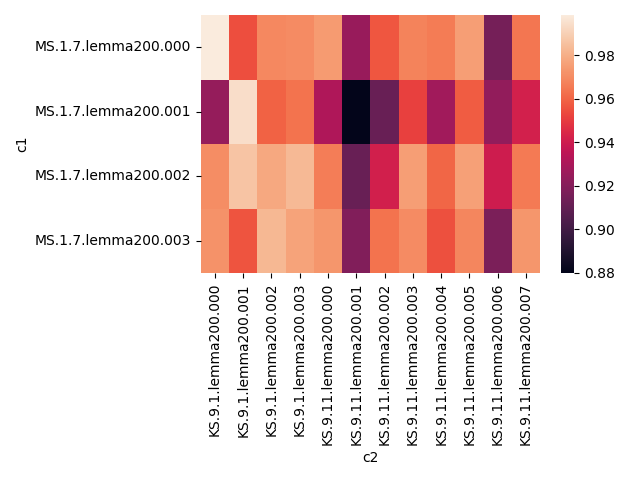 MS.1.7.lemma200.000
MS.1.7.lemma200.001
MS.1.7.lemma200.002
MS.1.7.lemma200.003
c1
KS.9.1.lemma200.000
KS.9.1.lemma200.001
KS.9.1.lemma200.002
KS.9.1.lemma200.003
KS.9.11.lemma200.000
KS.9.11.lemma200.001
KS.9.11.lemma200.002
KS.9.11.lemma200.003
KS.9.11.lemma200.004
KS.9.11.lemma200.005
KS.9.11.lemma200.006
KS.9.11.lemma200.007
c2
0.98
0.96
0.94
0.92
0.90
0.88